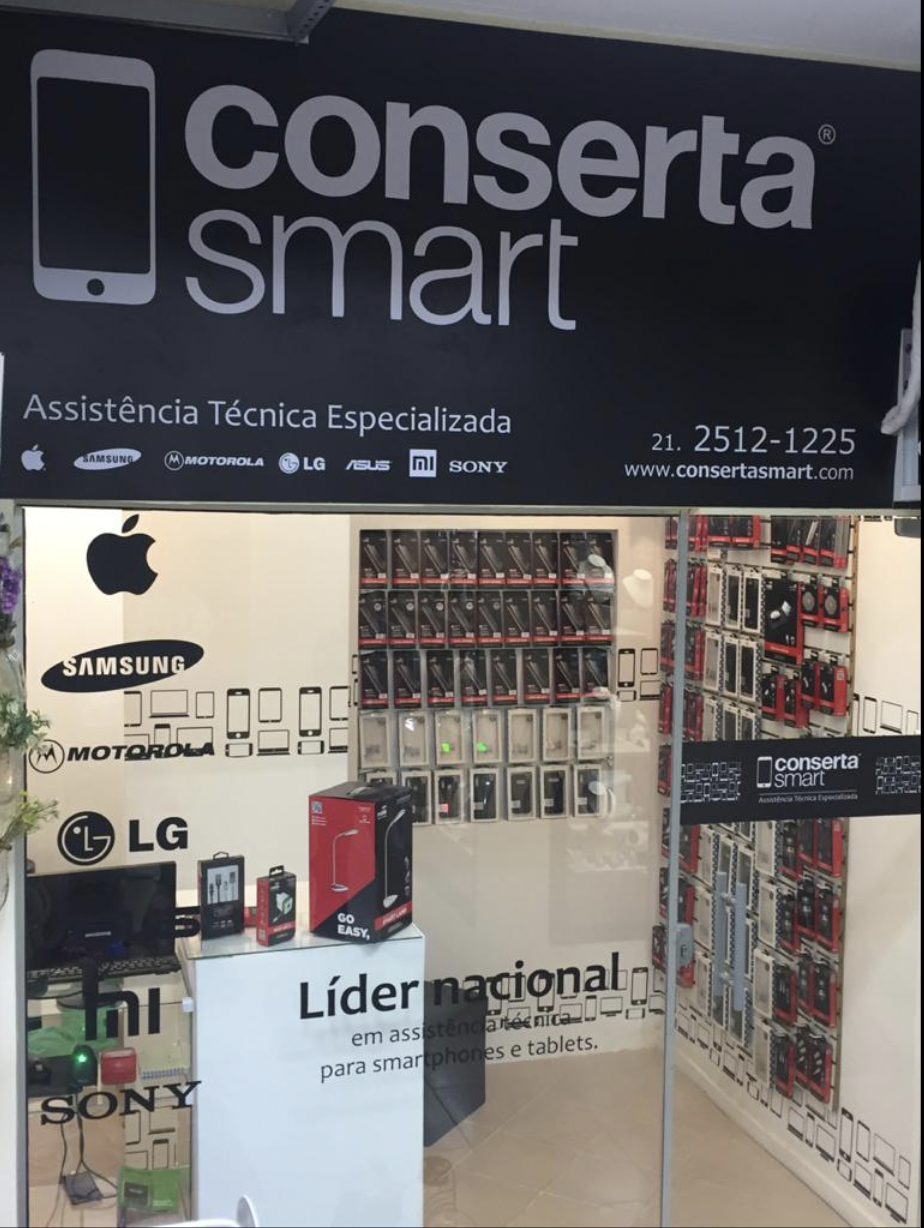 conserta®
smart
Assistência Técnica Especializada
SAMSUNG MOTOROLA LG ASUS MI SONY
21. 2512-1225
www.consertasmart.com
SAMSUNG
MOTOROLA
LG
MI
SONY
GO
EASY,
Líder nacional
em assistência técnica
para smartphones e tablets.
conserta
smart
Assistência Técnica Especializada